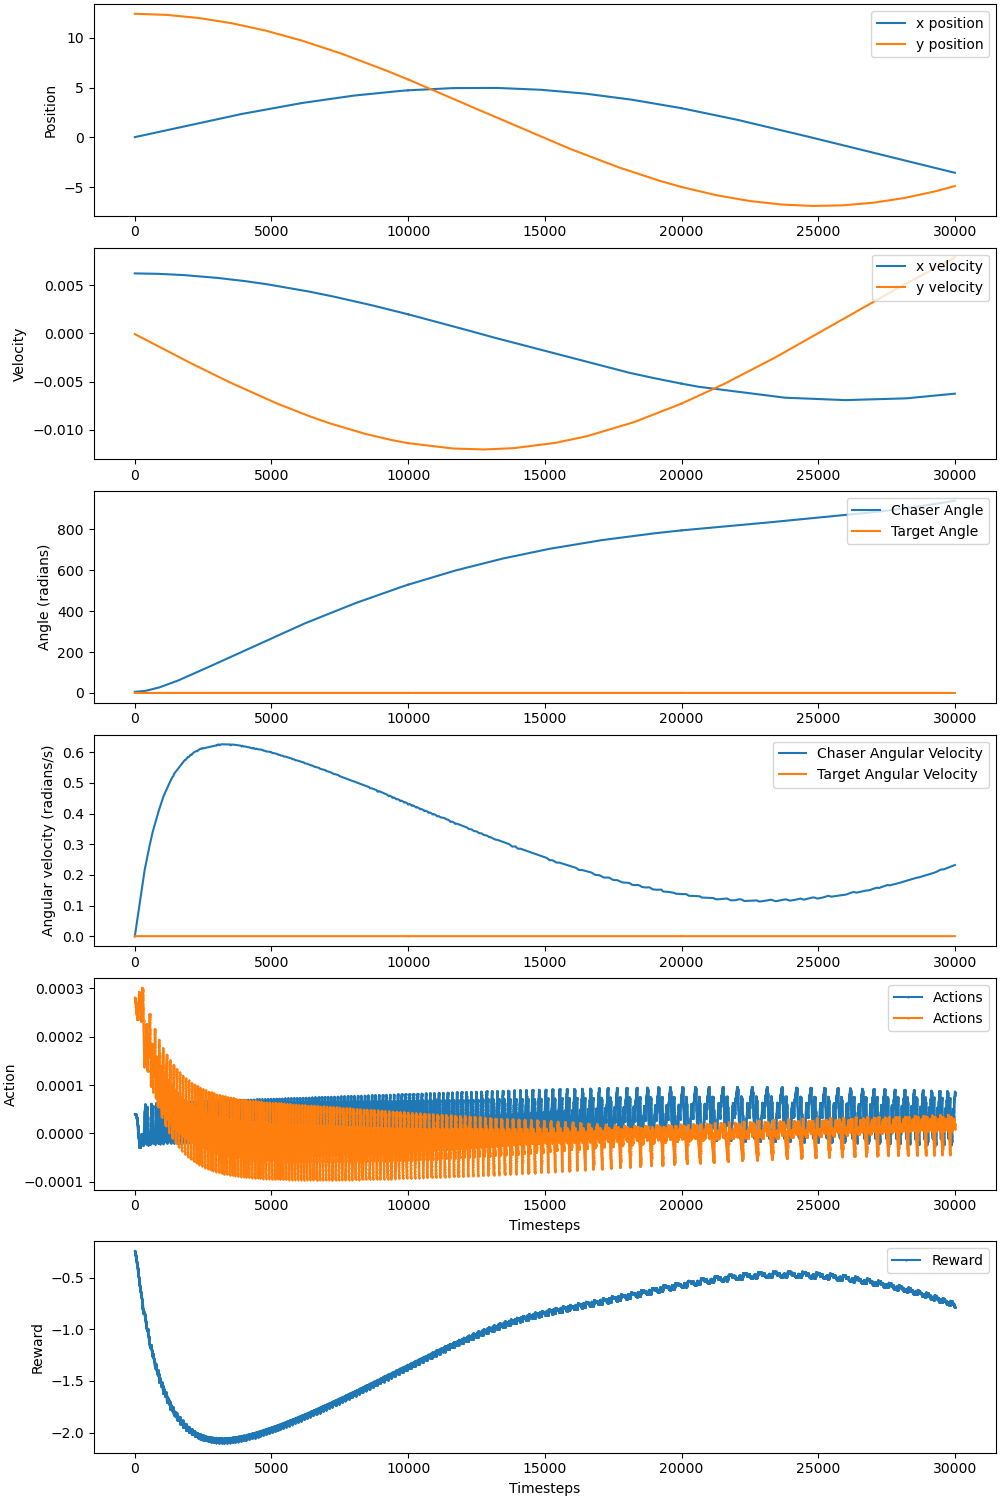 Position
10
5
0
−5
x position
y position
0 5000 10000 15000 20000 25000 30000
Velocity
0.005
0.000
−0.005
−0.010
x velocity
y velocity
0 5000 10000 15000 20000 25000 30000
Angle (radians)
800
600
400
200
0
Chaser Angle
Target Angle
0 5000 10000 15000 20000 25000 30000
Angular velocity (radians/s)
0.6
0.5
0.4
0.3
0.2
0.1
0.0
Chaser Angular Velocity
Target Angular Velocity
0 5000 10000 15000 20000 25000 30000
Action
0.0003
0.0002
0.0001
0.0000
−0.0001
Actions
Actions
0 5000 10000 15000 20000 25000 30000
Timesteps
Reward
−0.5
−1.0
−1.5
−2.0
Reward
0 5000 10000 15000 20000 25000 30000
Timesteps